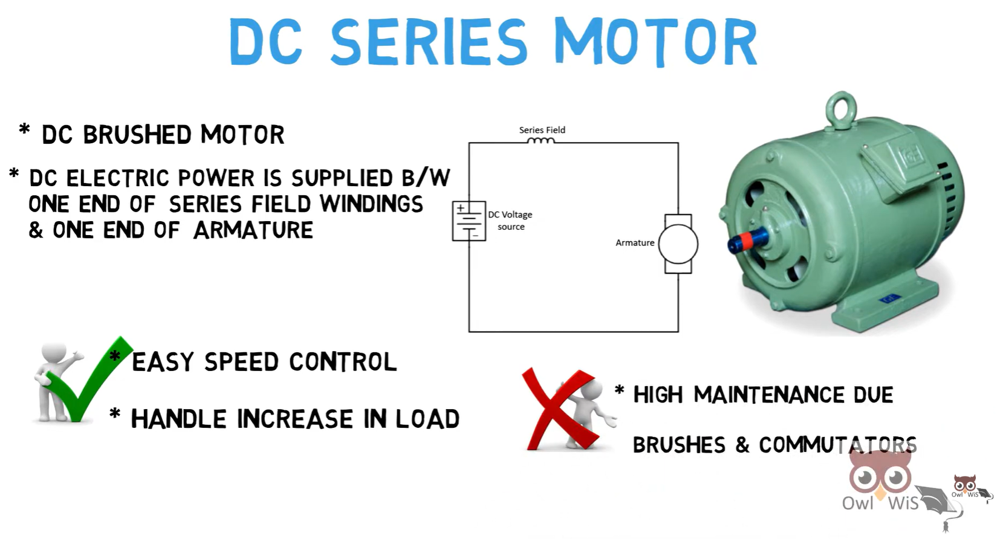 DC SERIES MOTOR
* DC BRUSHED MOTOR
* DC ELECTRIC POWER IS SUPPLIED B/W
ONE END OF SERIES FIELD WINDINGS
& ONE END OF ARMATURE
Series Field
+
DC Voltage
source
−
Armature
GE
GE
* EASY SPEED CONTROL
* HANDLE INCREASE IN LOAD
* HIGH MAINTENANCE DUE
BRUSHES & COMMUTATORS
Owl WiS
Owl WiS